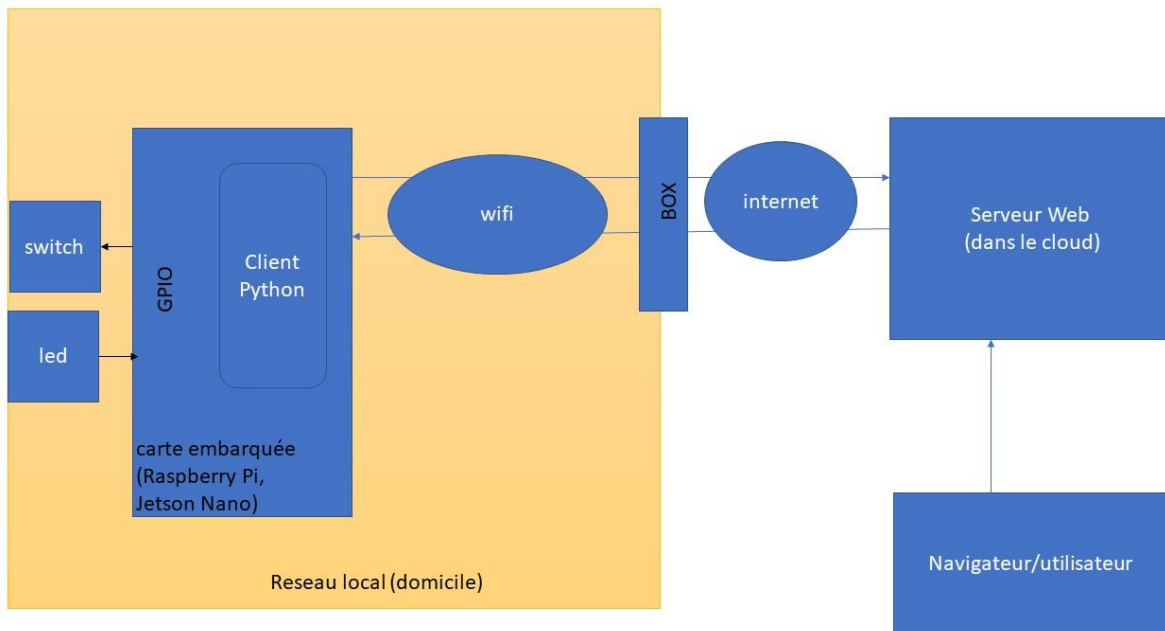 switch
led
GPIO
Client
Python
carte embarquée
(Raspberry Pi,
Jetson Nano)
wifi
BOX
internet
Serveur Web
(dans le cloud)
Navigateur/utilisateur
Reseau local (domicile)